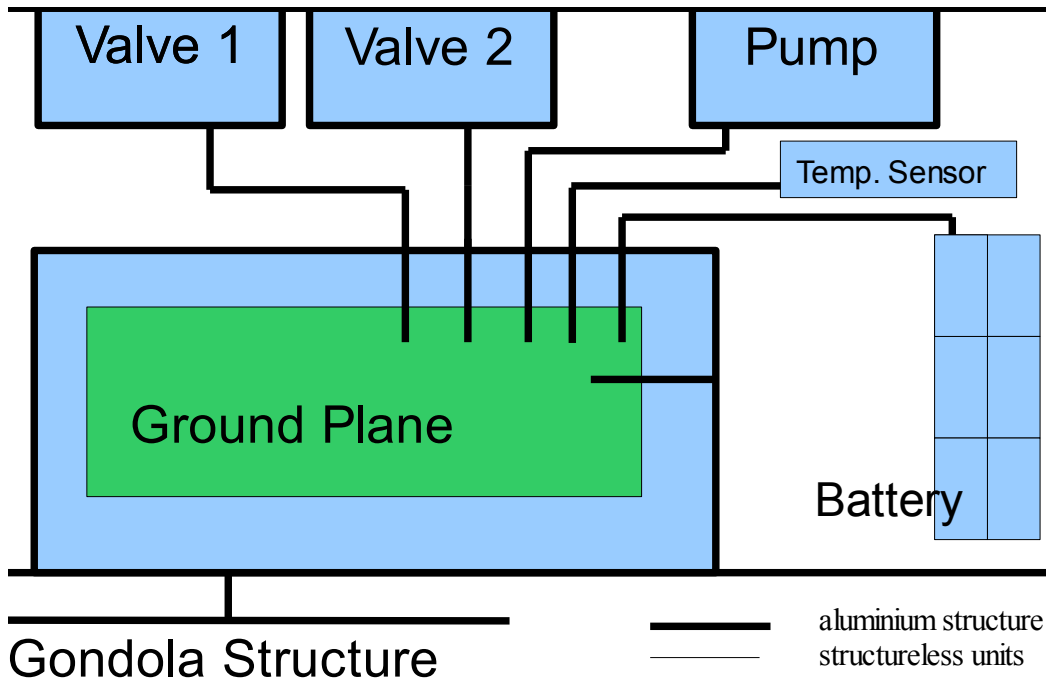 Valve 1
Valve 2
Pump
Temp. Sensor
Ground Plane
Battery
Gondola Structure
aluminium structure
structureless units